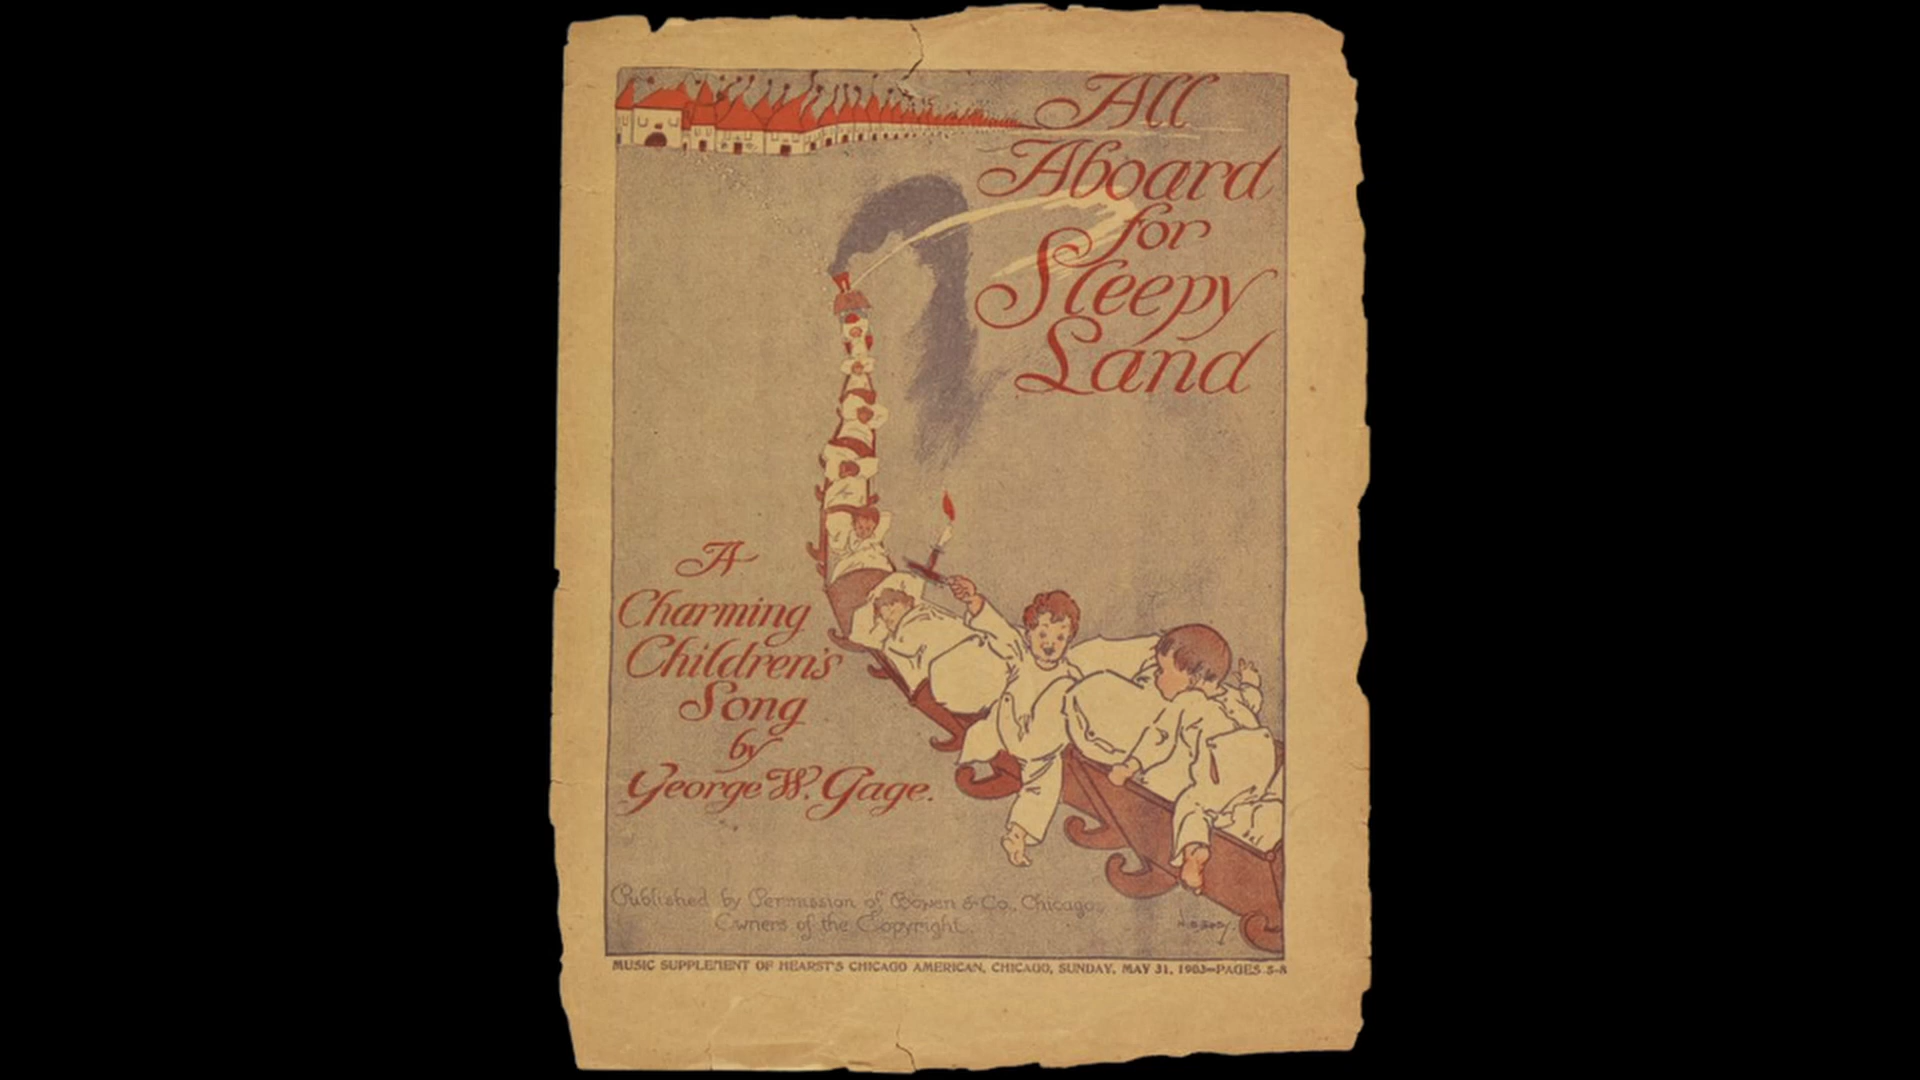 All
Aboard
for
Sleepy
Land
A
Charming
Children's
Song
by
George W. Gage.
Published by Permission of Bowen & Co., Chicago,
Owners of the Copyright.
MUSIC SUPPLEMENT OF HEARST'S CHICAGO AMERICAN, CHICAGO, SUNDAY, MAY 31, 1903—PAGES 5-8